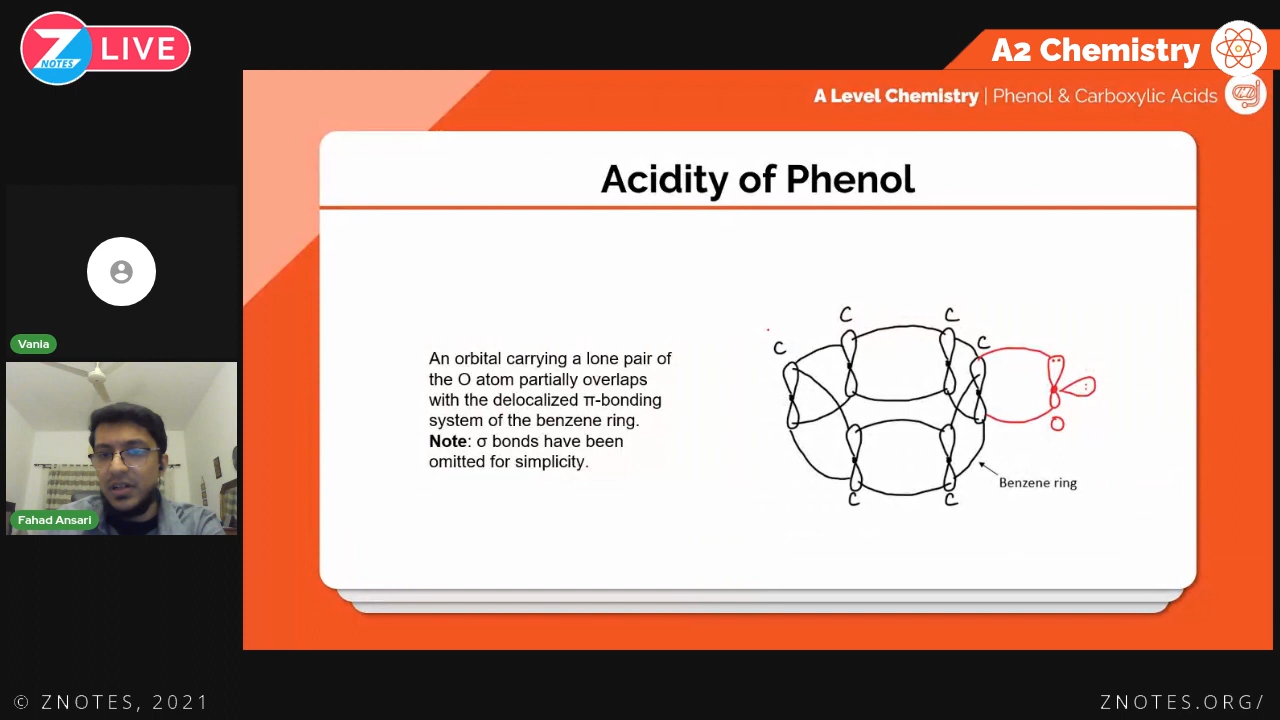 Z
NOTES
LIVE
A2 Chemistry
A Level Chemistry | Phenol & Carboxylic Acids
Acidity of Phenol
Vania
Fahad Ansari
An orbital carrying a lone pair of
the O atom partially overlaps
with the delocalized π-bonding
system of the benzene ring.
Note: σ bonds have been
omitted for simplicity.
C
C
C
C
O
C
C
Benzene ring
© ZNOTES, 2021
ZNOTES.ORG/